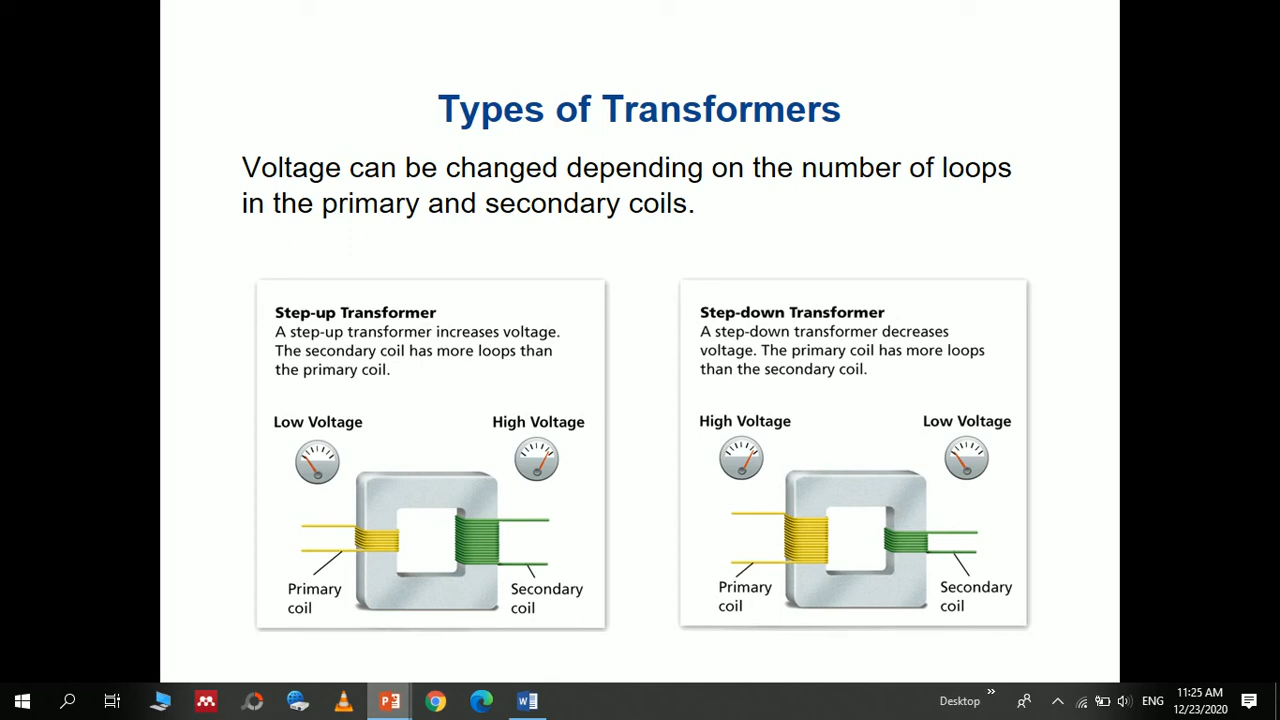 Types of Transformers
Voltage can be changed depending on the number of loops
in the primary and secondary coils.
Step-up Transformer
A step-up transformer increases voltage.
The secondary coil has more loops than
the primary coil.
Low Voltage
High Voltage
Primary
coil
Secondary
coil
Step-down Transformer
A step-down transformer decreases
voltage. The primary coil has more loops
than the secondary coil.
High Voltage
Low Voltage
Primary
coil
Secondary
coil
Desktop
ENG
11:25 AM
12/23/2020